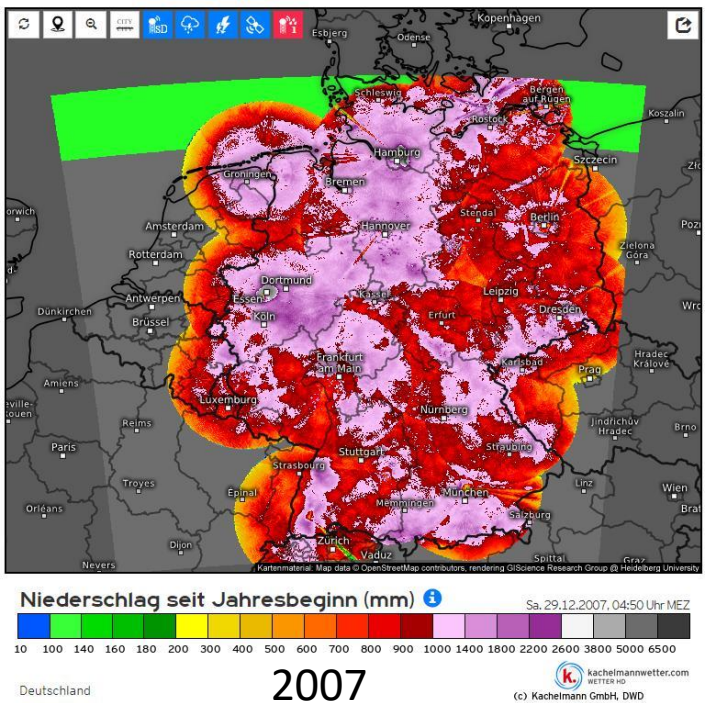 CITY
SD
i
Kopenhagen
Esbjerg
Odense
Schleswig
Bergen
auf Rügen
Rostock
Koszalin
Hamburg
Szczecin
Groningen
Bremen
Stendal
Berlin
Amsterdam
Hannover
Zielona
Góra
Rotterdam
Dortmund
Essen
Antwerpen
Leipzig
Kassel
Dünkirchen
Brüssel
Köln
Erfurt
Dresden
Frankfurt
am Main
Karlsbad
Hradec
Králové
Prag
Amiens
Luxemburg
Nürnberg
Reims
Jindřichův
Hradec
Brno
Paris
Stuttgart
Straubing
Strasbourg
Troyes
Epinal
Linz
Wien
Memmingen
München
Orléans
Salzburg
Dijon
Zürich
Vaduz
Spittal
Graz
Nevers
Kartenmaterial: Map data © OpenStreetMap contributors, rendering GIScience Research Group @ Heidelberg University
Niederschlag seit Jahresbeginn (mm) i
Sa. 29.12.2007, 04:50 Uhr MEZ
10 100 140 160 180 200 300 400 500 600 700 800 900 1000 1400 1800 2200 2600 3800 5000 6500
Deutschland
2007
k. kachelmannwetter.com
WETTER HD
(c) Kachelmann GmbH, DWD